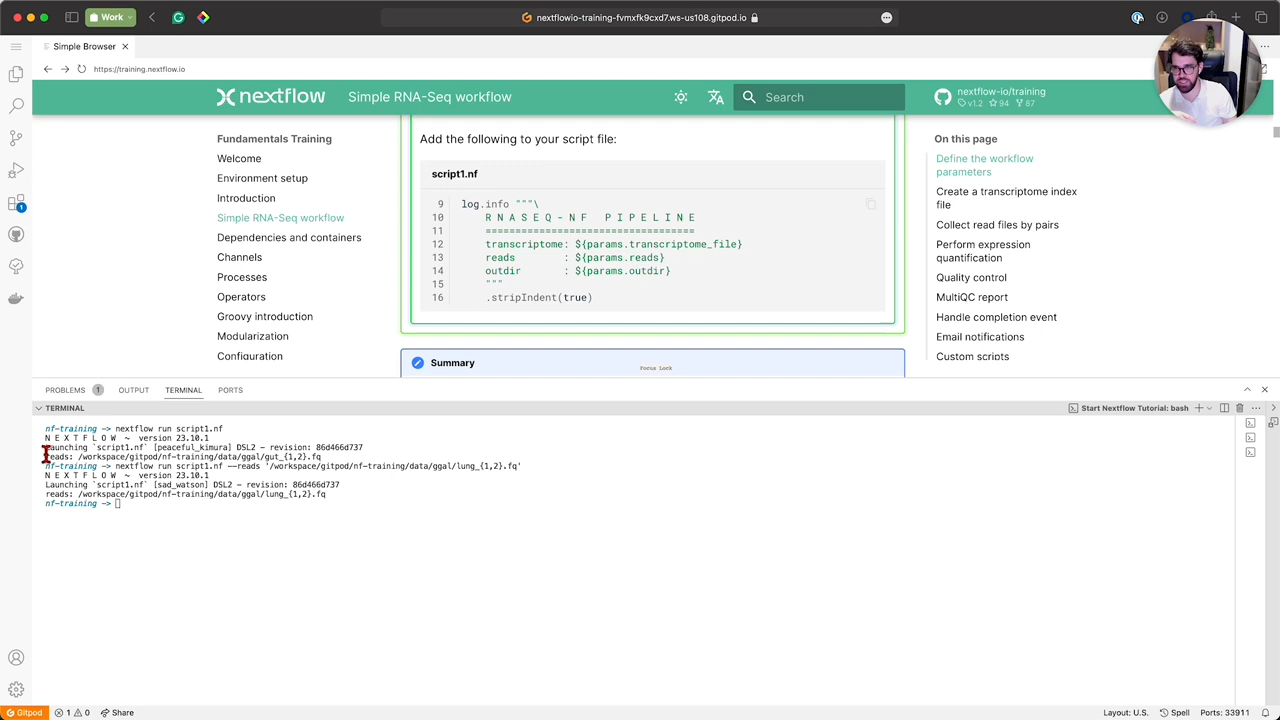 Work
nextflowio-training-fvmxfk9cxd7.ws-us108.gitpod.io
Simple Browser
https://training.nextflow.io
nextflow
Simple RNA-Seq workflow
Search
nextflow-io/training
v1.2 94 87
Fundamentals Training
Welcome
Environment setup
Introduction
Simple RNA-Seq workflow
Dependencies and containers
Channels
Processes
Operators
Groovy introduction
Modularization
Configuration
Add the following to your script file:
script1.nf
9 log.info """\
10 R N A S E Q - N F   P I P E L I N E
11 ===================================
12 transcriptome: ${params.transcriptome_file}
13 reads        : ${params.reads}
14 outdir       : ${params.outdir}
15 """
16 .stripIndent(true)
Summary
Focus Lock
On this page
Define the workflow
parameters
Create a transcriptome index
file
Collect read files by pairs
Perform expression
quantification
Quality control
MultiQC report
Handle completion event
Email notifications
Custom scripts
PROBLEMS 1 OUTPUT TERMINAL PORTS
TERMINAL
Start Nextflow Tutorial: bash
nf-training -> nextflow run script1.nf
N E X T F L O W  ~  version 23.10.1
Launching `script1.nf` [peaceful_kimura] DSL2 - revision: 86d466d737
reads: /workspace/gitpod/nf-training/data/ggal/gut_{1,2}.fq
nf-training -> nextflow run script1.nf --reads '/workspace/gitpod/nf-training/data/ggal/lung_{1,2}.fq'
N E X T F L O W  ~  version 23.10.1
Launching `script1.nf` [sad_watson] DSL2 - revision: 86d466d737
reads: /workspace/gitpod/nf-training/data/ggal/lung_{1,2}.fq
nf-training ->
1
Gitpod 1 0 Share
Layout: U.S. Spell Ports: 33911